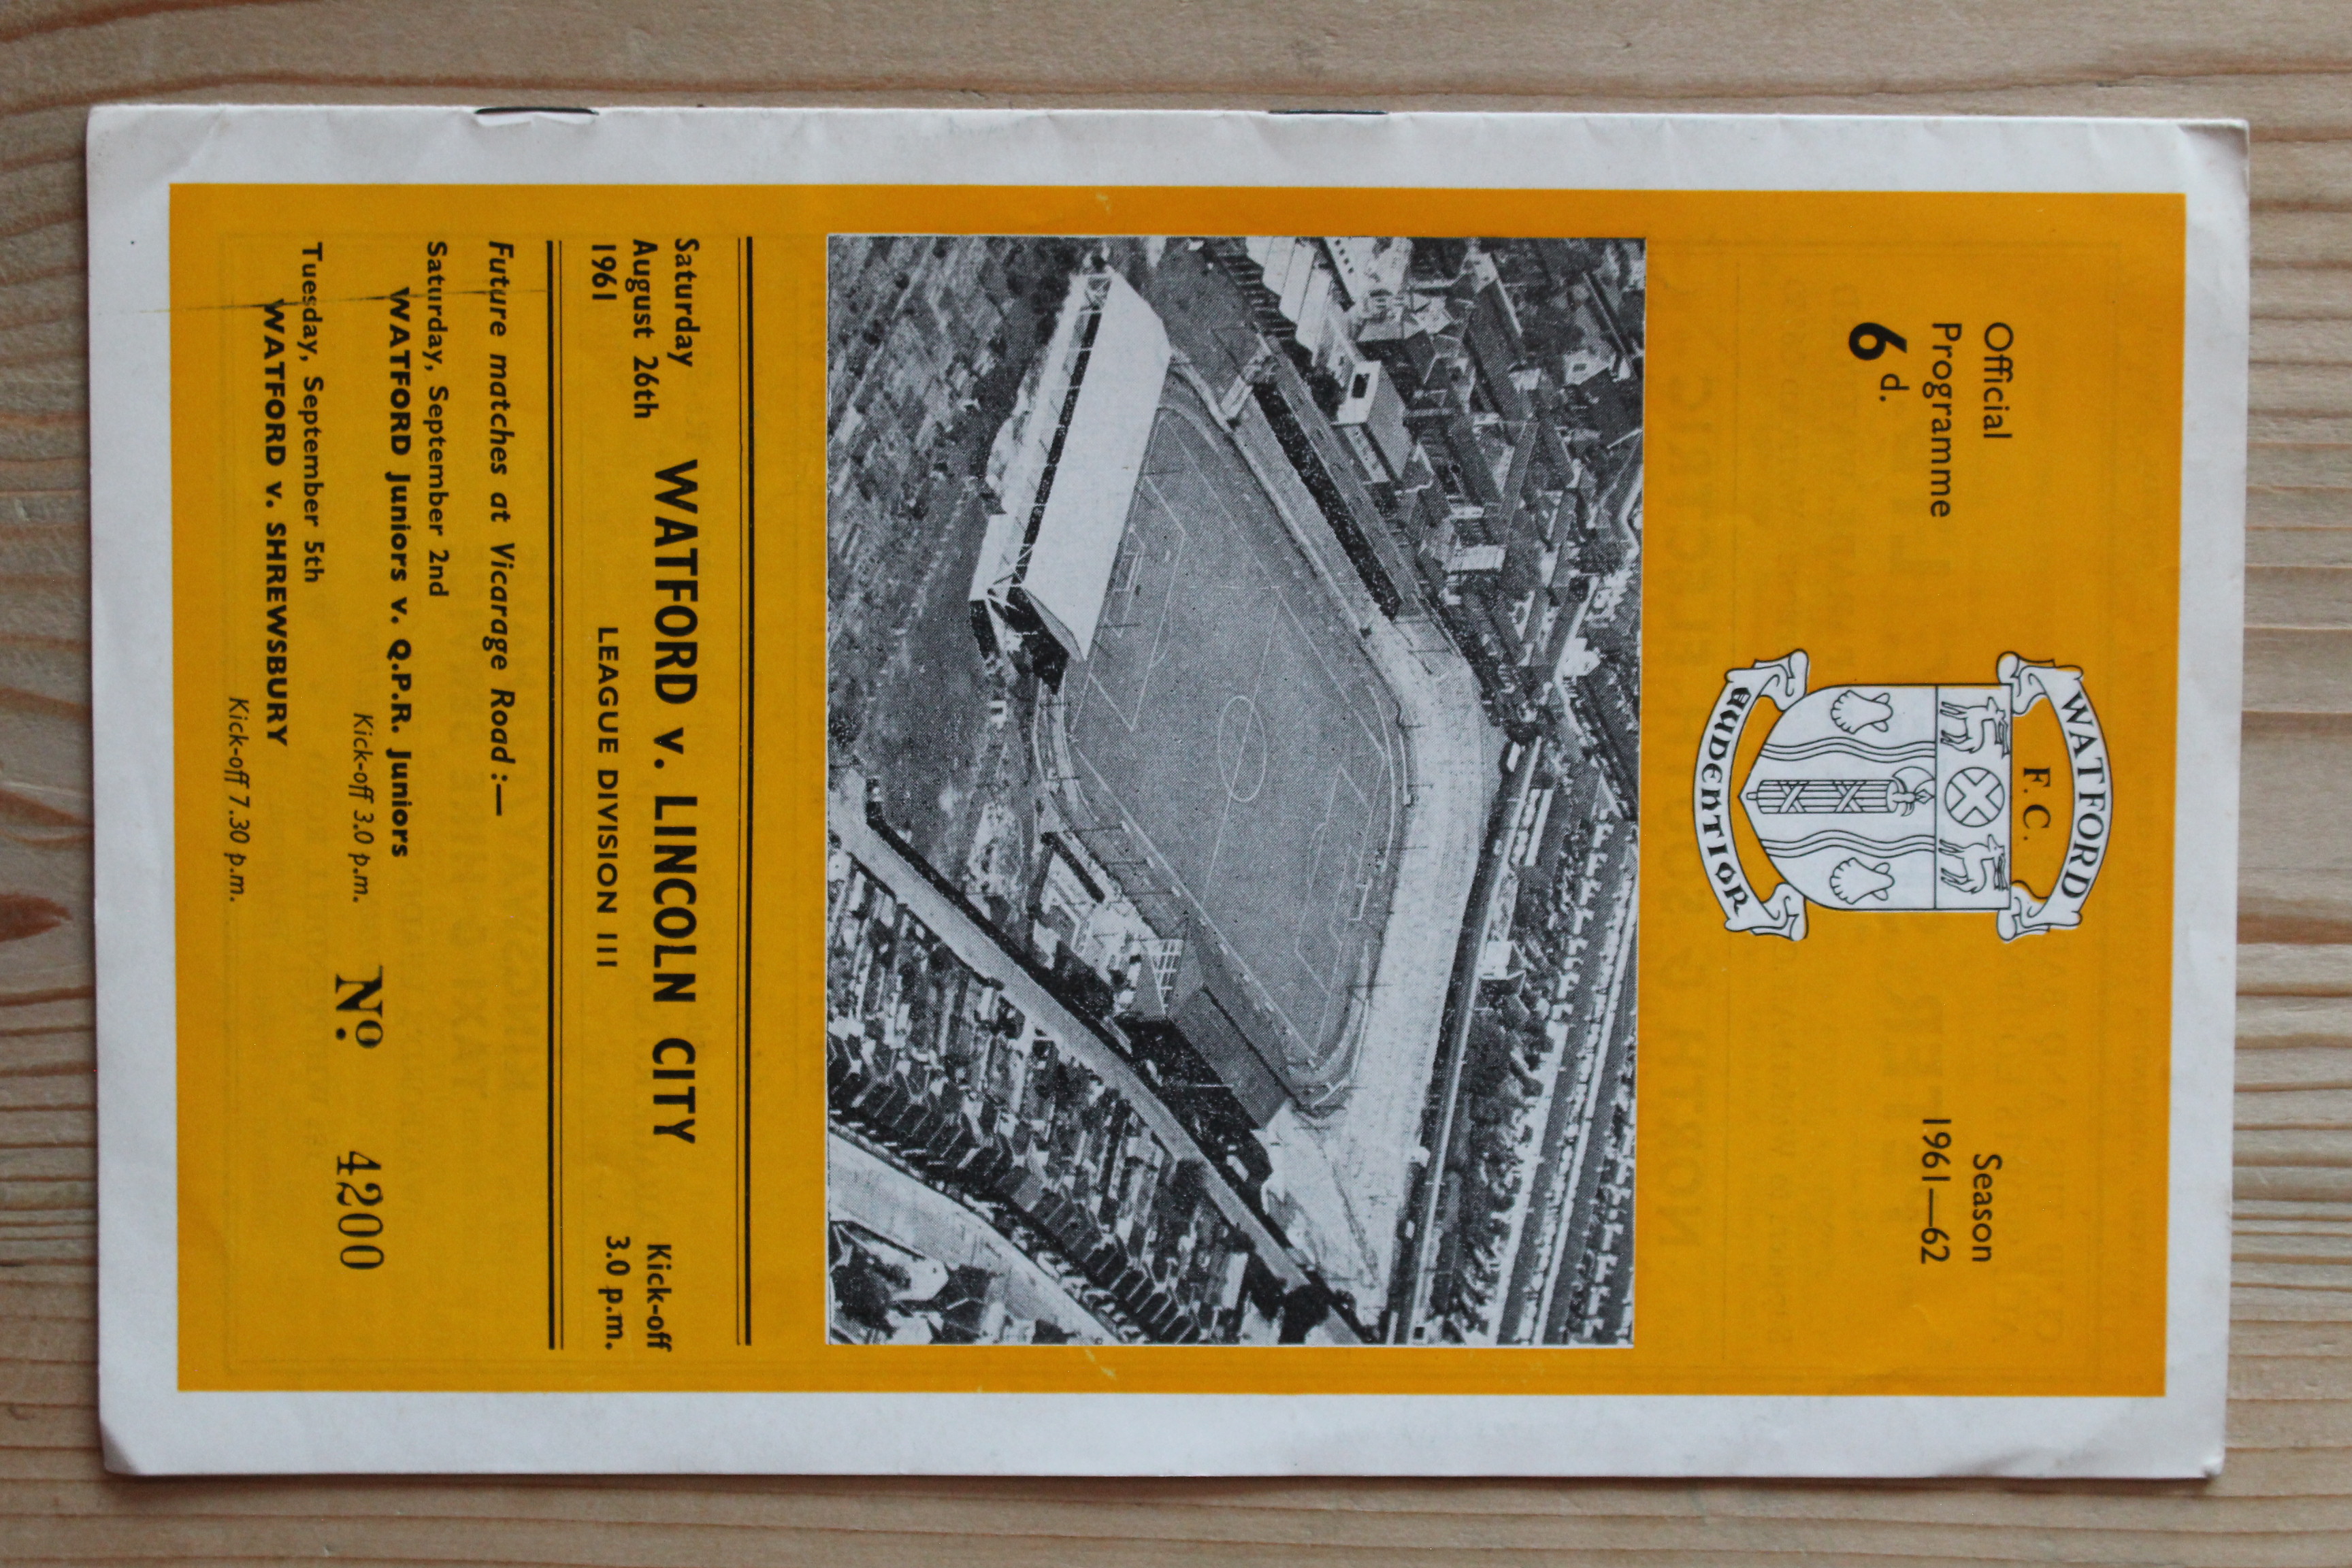 Official
Programme
6d.
WATFORD
F.C.
AUDENTIOR
Season
1961—62
Saturday
August 26th
1961
WATFORD v. LINCOLN CITY
LEAGUE DIVISION III
Kick-off
3.0 p.m.
Future matches at Vicarage Road :—
Saturday, September 2nd
WATFORD Juniors v. Q.P.R. Juniors
Kick-off 3.0 p.m.
Tuesday, September 5th
WATFORD v. SHREWSBURY
Kick-off 7.30 p.m.
No. 4200